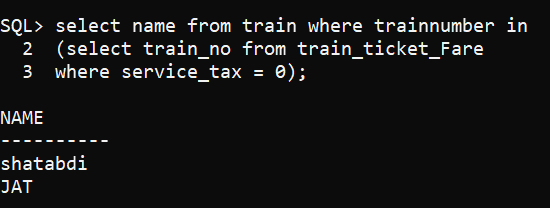 SQL> select name from train where trainnumber in
2 (select train_no from train_ticket_Fare
3 where service_tax = 0);
NAME
----------
shatabdi
JAT